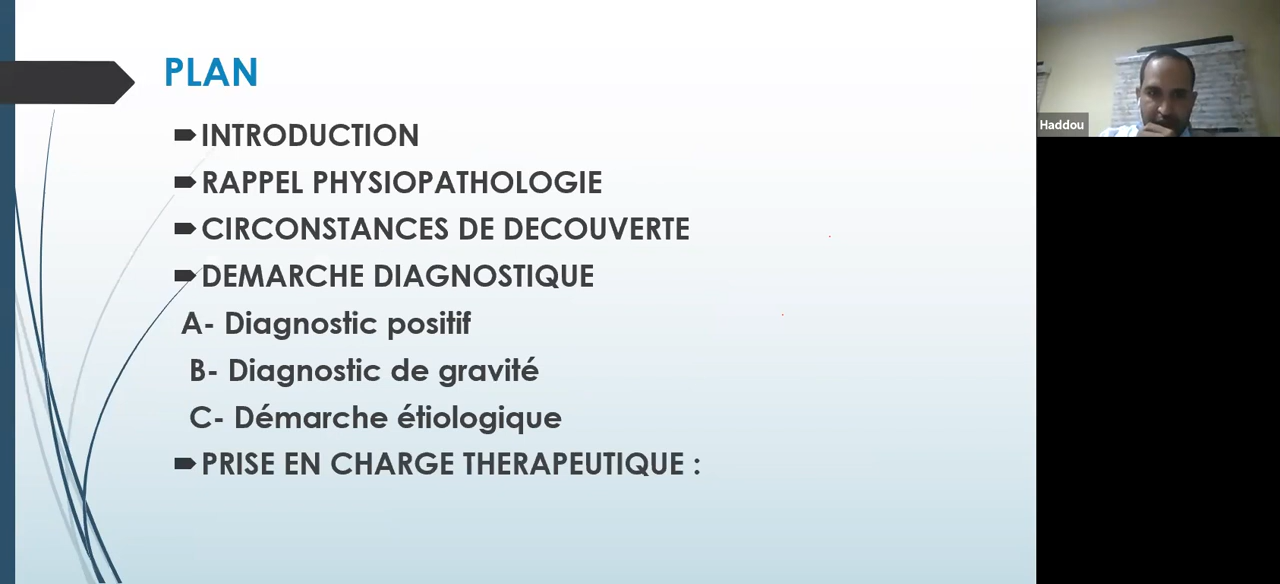 PLAN
INTRODUCTION
RAPPEL PHYSIOPATHOLOGIE
CIRCONSTANCES DE DECOUVERTE
DEMARCHE DIAGNOSTIQUE
A- Diagnostic positif
B- Diagnostic de gravité
C- Démarche étiologique
PRISE EN CHARGE THERAPEUTIQUE :
Haddou